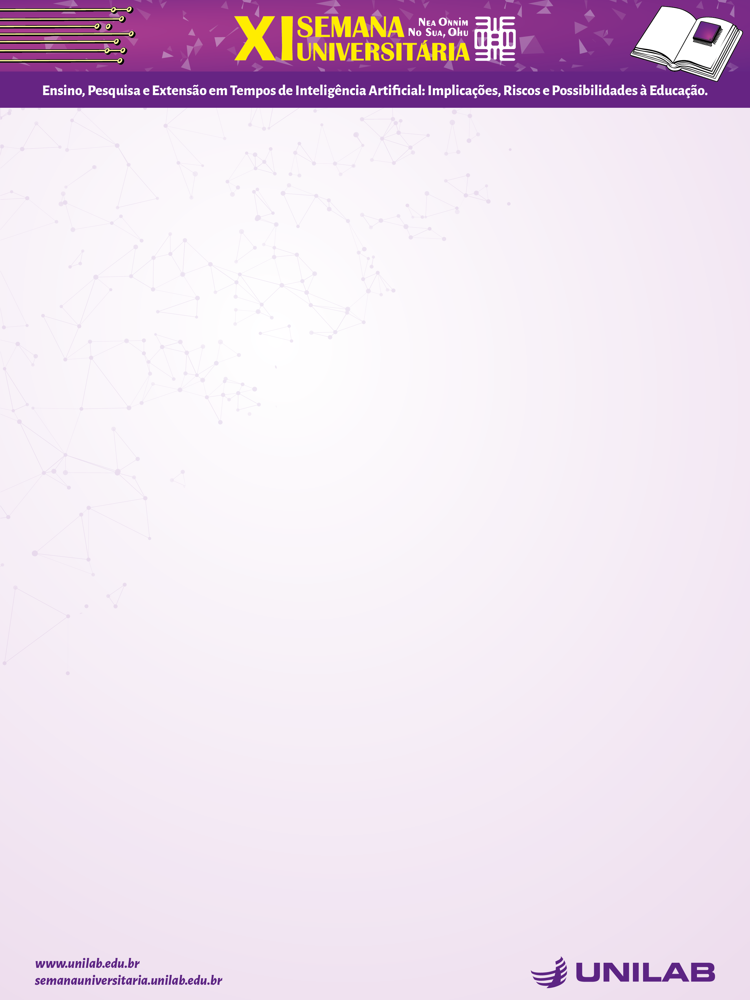 XI SEMANA UNIVERSITÁRIA
Nea Onnim
No Sua, Ohu
Ensino, Pesquisa e Extensão em Tempos de Inteligência Artificial: Implicações, Riscos e Possibilidades à Educação.
www.unilab.edu.br
semanauniversitaria.unilab.edu.br
UNILAB